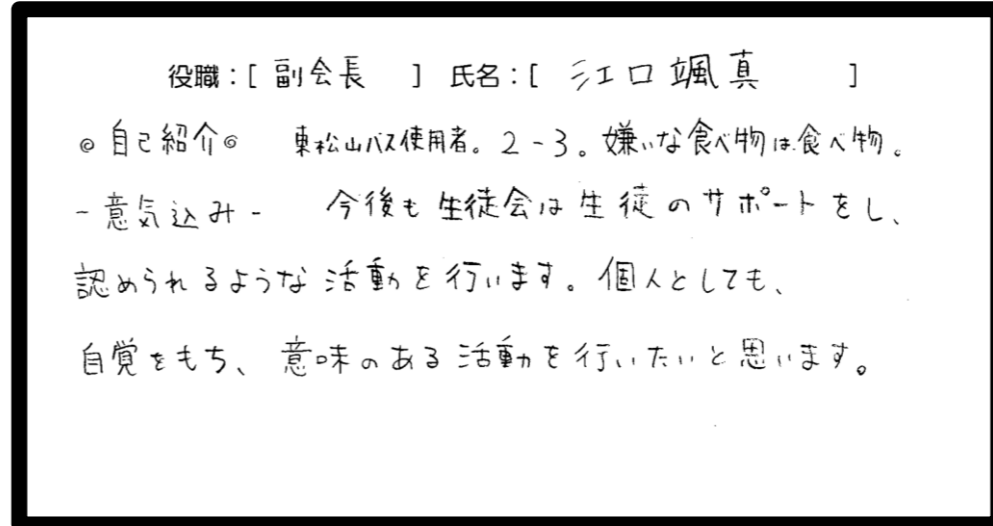 役職：[ 副会長 ] 氏名：[ 江口颯真 ]
◎自己紹介◎ 東松山バス使用者。2-3。嫌いな食べ物は食べ物。
-意気込み- 今後も生徒会は生徒のサポートをし、
認められるような活動を行います。個人としても、
自覚をもち、意味のある活動を行いたいと思います。